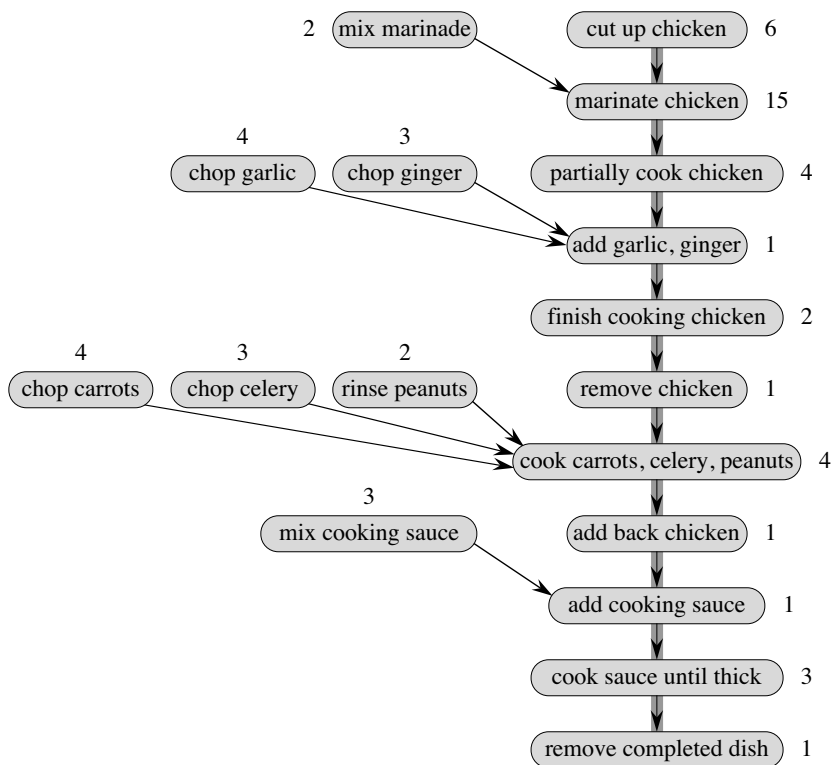 2 mix marinade cut up chicken 6
marinate chicken 15
4 3
chop garlic chop ginger partially cook chicken 4
add garlic, ginger 1
finish cooking chicken 2
4 3 2
chop carrots chop celery rinse peanuts remove chicken 1
cook carrots, celery, peanuts 4
3
mix cooking sauce add back chicken 1
add cooking sauce 1
cook sauce until thick 3
remove completed dish 1